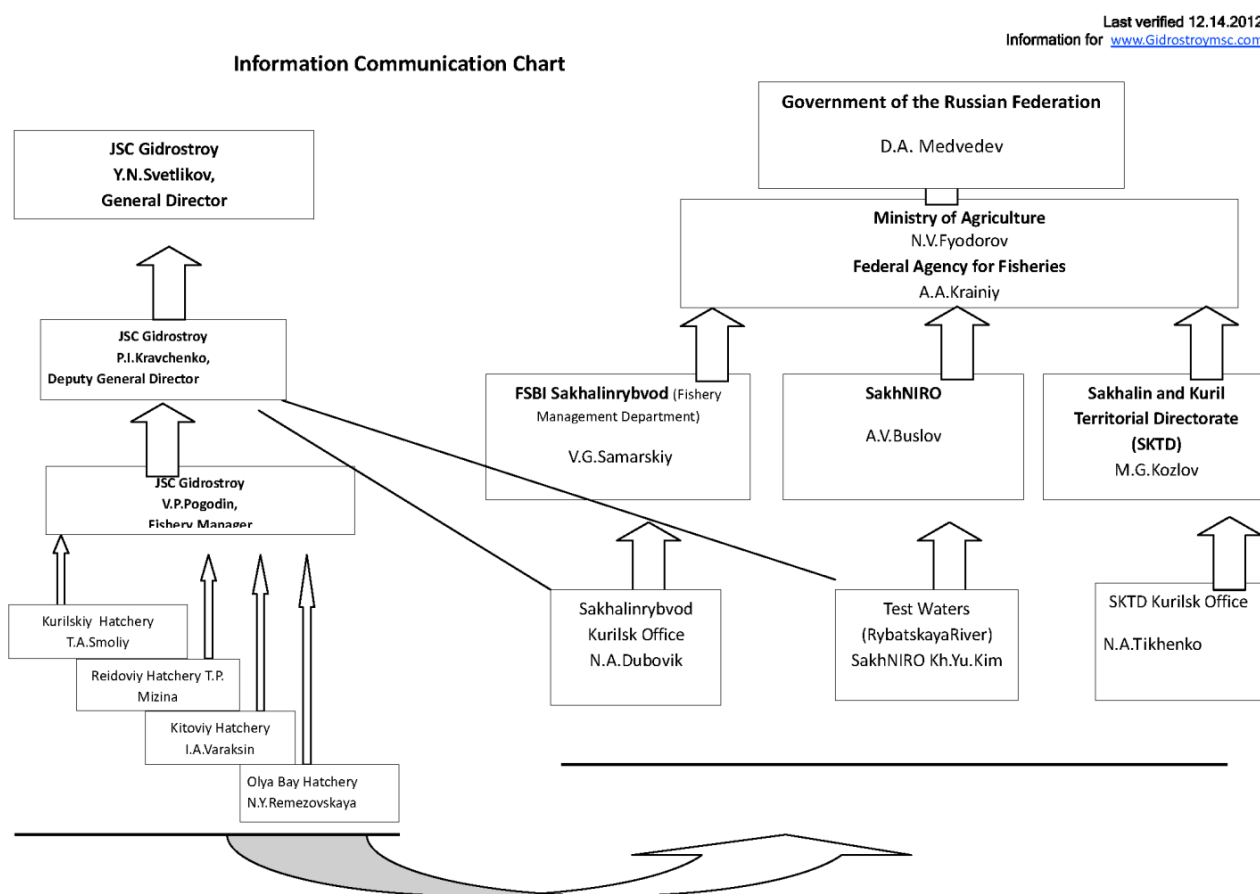 Last verified 12.14.2012
Information for www.Gidrostroymsc.com
Information Communication Chart
Government of the Russian Federation
D.A. Medvedev
JSC Gidrostroy
Y.N.Svetlikov,
General Director
Ministry of Agriculture
N.V.Fyodorov
Federal Agency for Fisheries
A.A.Krainiy
JSC Gidrostroy
P.I.Kravchenko,
Deputy General Director
FSBI Sakhalinrybvod (Fishery
Management Department)
V.G.Samarskiy
SakhNIRO
A.V.Buslov
Sakhalin and Kuril
Territorial Directorate
(SKTD)
M.G.Kozlov
JSC Gidrostroy
V.P.Pogodin,
Fishery Manager
Kurilskiy Hatchery
T.A.Smoliy
Reidoviy Hatchery T.P.
Mizina
Kitoviy Hatchery
I.A.Varaksin
Olya Bay Hatchery
N.Y.Remezovskaya
Sakhalinrybvod
Kurilsk Office
N.A.Dubovik
Test Waters
(RybatskayaRiver)
SakhNIRO Kh.Yu.Kim
SKTD Kurilsk Office
N.A.Tikhenko